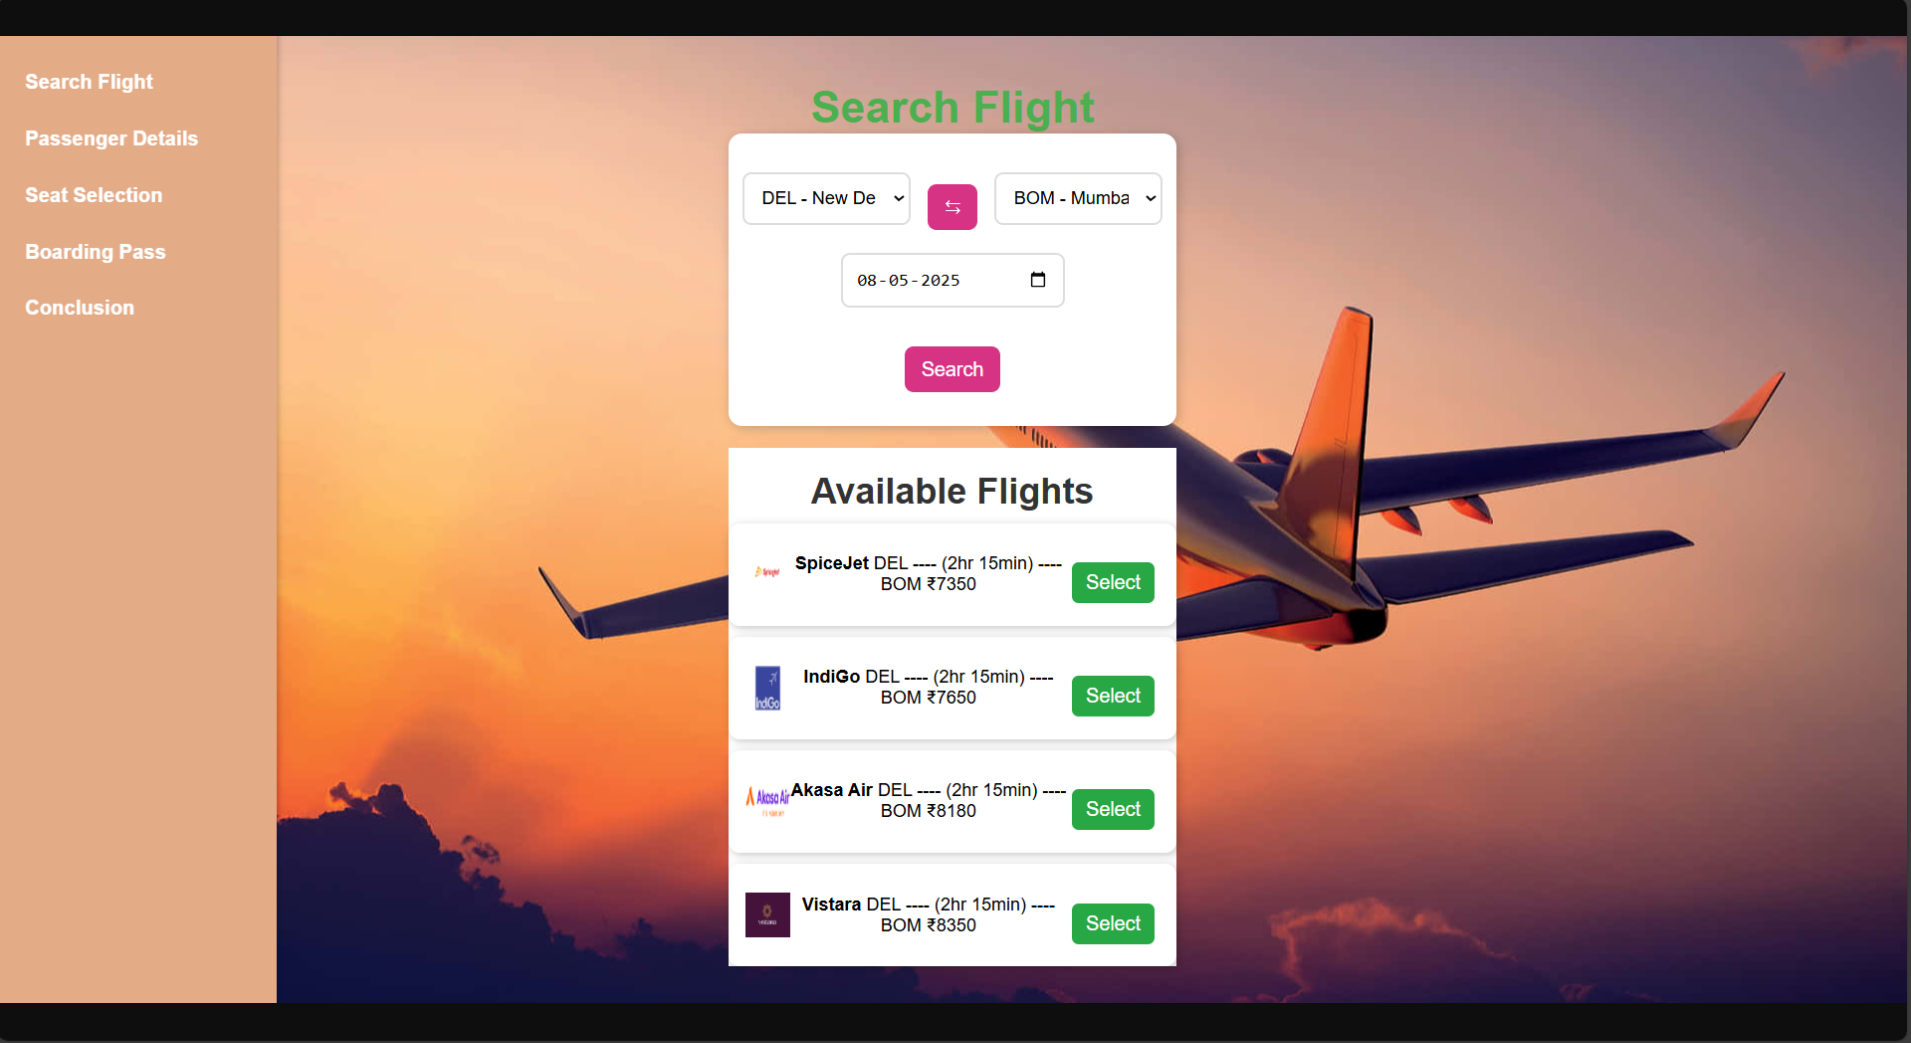 Search Flight
Passenger Details
Seat Selection
Boarding Pass
Conclusion
Search Flight
DEL - New De
⇆
BOM - Mumba
08-05-2025
Search
Available Flights
SpiceJet
SpiceJet DEL ---- (2hr 15min) ----
BOM ₹7350
Select
IndiGo
IndiGo DEL ---- (2hr 15min) ----
BOM ₹7650
Select
Akasa Air
Akasa Air DEL ---- (2hr 15min) ----
BOM ₹8180
Select
Vistara DEL ---- (2hr 15min) ----
BOM ₹8350
Select